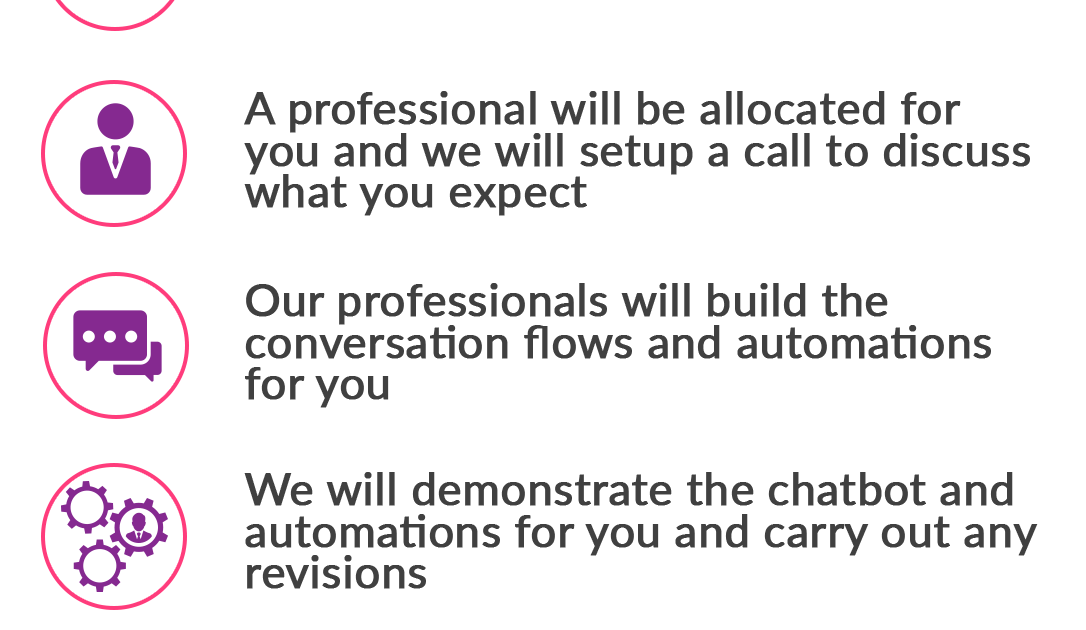 A professional will be allocated for
you and we will setup a call to discuss
what you expect
Our professionals will build the
conversation flows and automations
for you
We will demonstrate the chatbot and
automations for you and carry out any
revisions